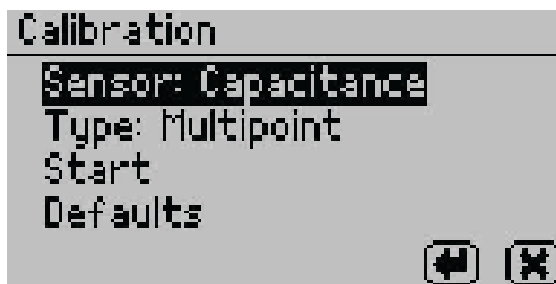 Calibration
Sensor: Capacitance
Type: Multipoint
Start
Defaults